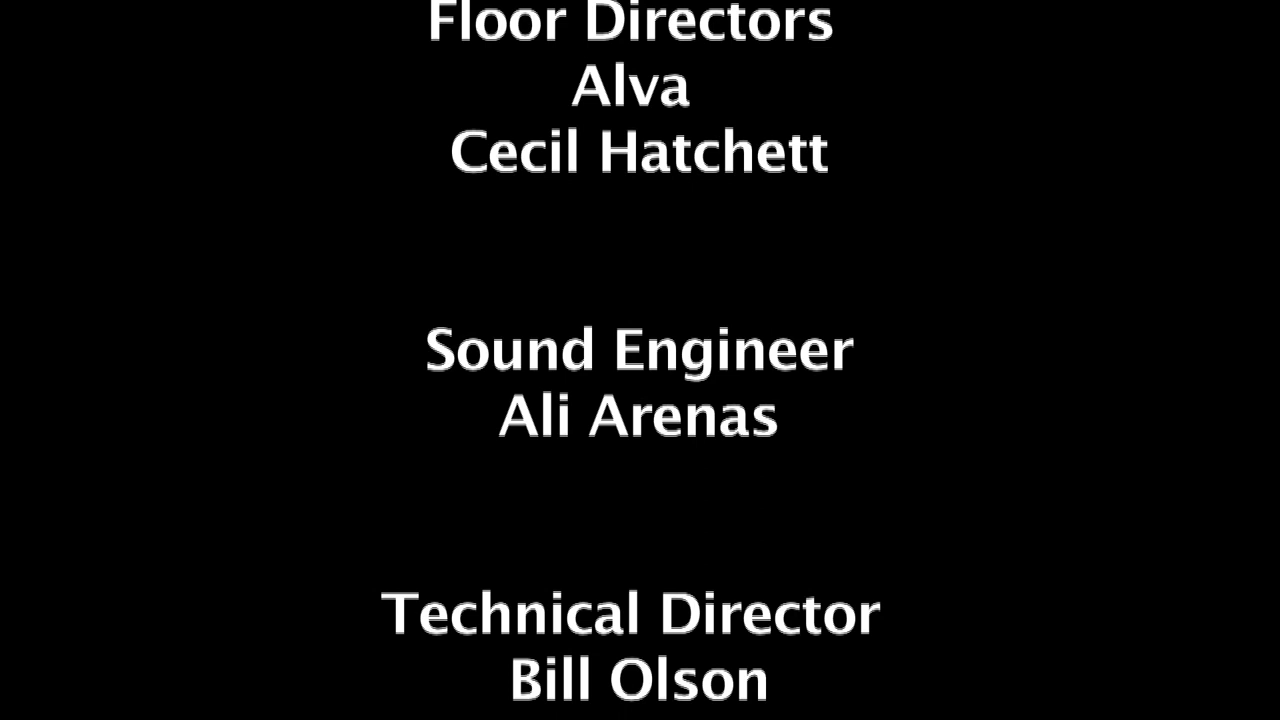 Floor Directors
Alva
Cecil Hatchett
Sound Engineer
Ali Arenas
Technical Director
Bill Olson